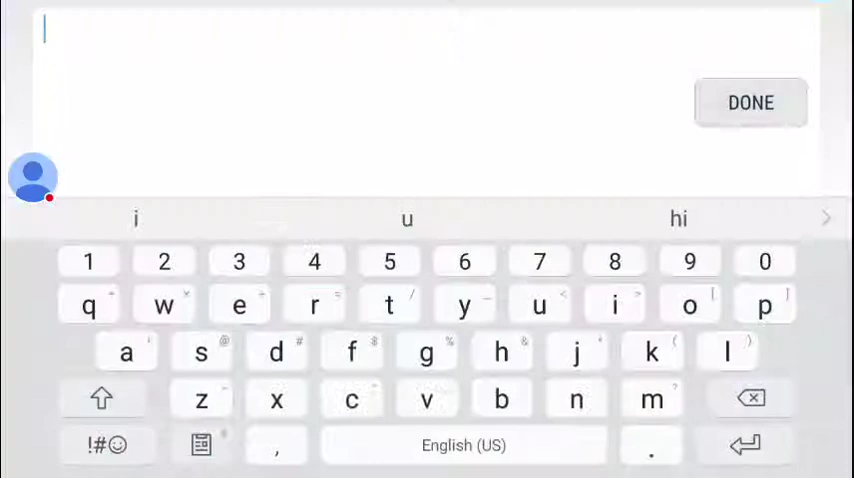 DONE
i u hi
1 2 3 4 5 6 7 8 9 0
q w e r t y u i o p
a s d f g h j k l
z x c v b n m
!#☺ , English (US) .